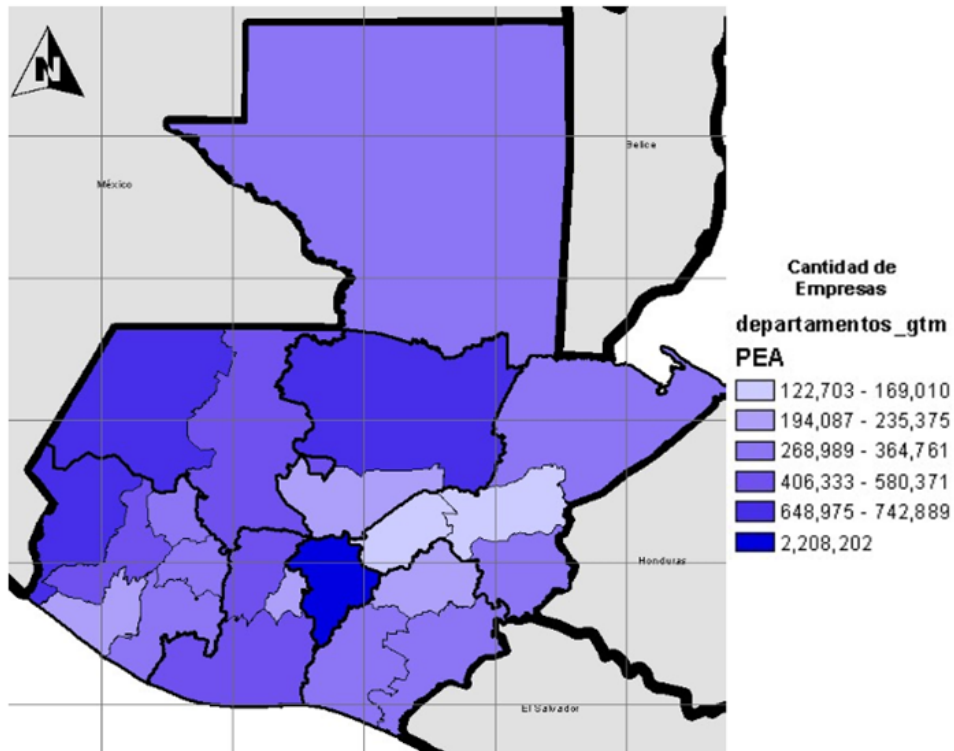 N
Belice
México
Cantidad de
Empresas
departamentos_gtm
PEA
122,703 - 169,010
194,087 - 235,375
268,989 - 364,761
406,333 - 580,371
648,975 - 742,889
2,208,202
Honduras
El Salvador